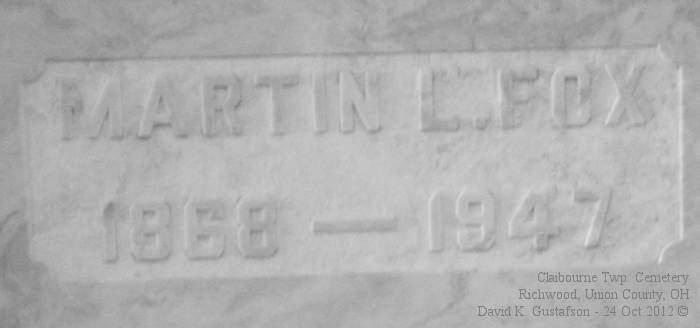 MARTIN L. FOX
1868 — 1947
Claibourne Twp Cemetery
Richwood, Union County, OH
David K. Gustafson - 24 Oct 2012 ©